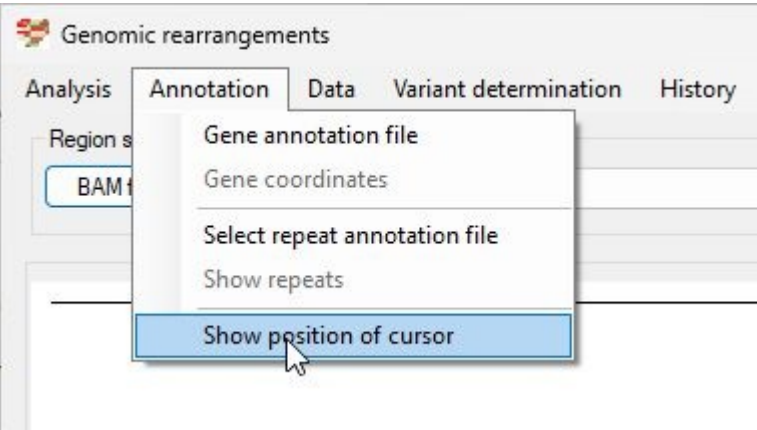 Genomic rearrangements
Analysis Annotation Data Variant determination History
Region s
BAM f
Gene annotation file
Gene coordinates
Select repeat annotation file
Show repeats
Show position of cursor